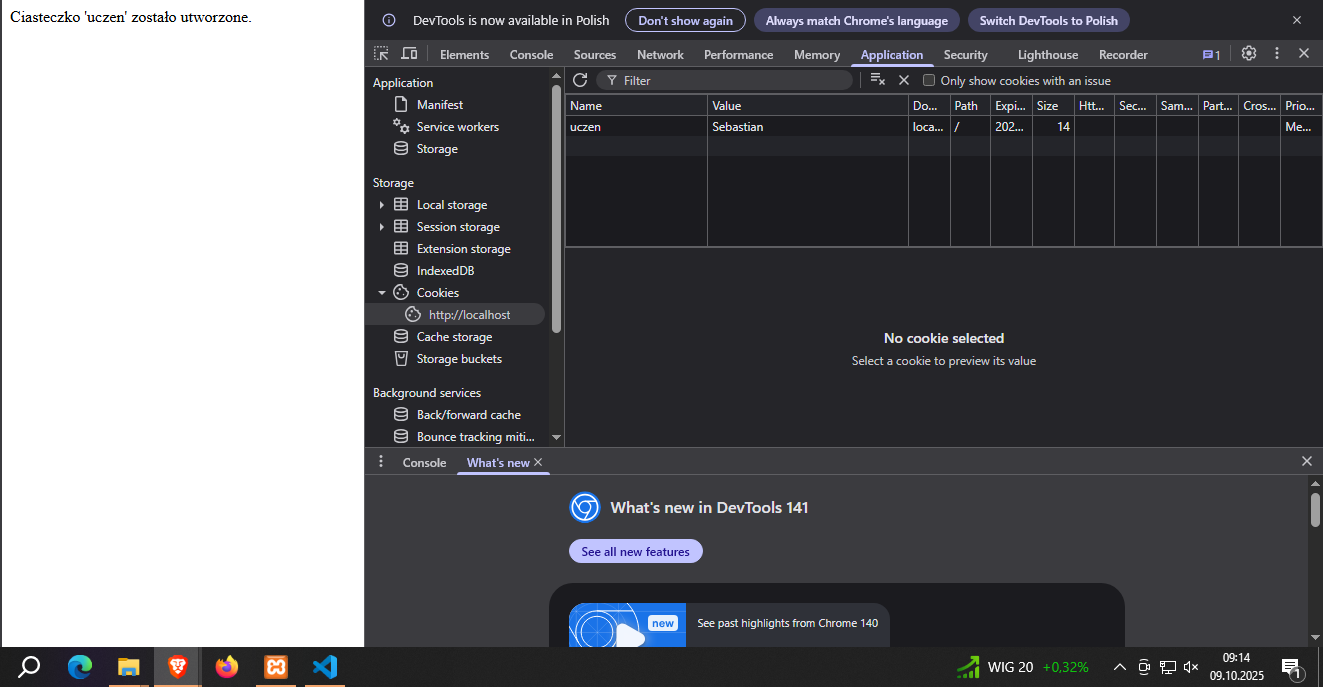 Ciasteczko 'uczen' zostało utworzone.
DevTools is now available in Polish Don't show again Always match Chrome's language Switch DevTools to Polish
Elements Console Sources Network Performance Memory Application Security Lighthouse Recorder 1
Application
Manifest
Service workers
Storage
Storage
Local storage
Session storage
Extension storage
IndexedDB
Cookies
http://localhost
Cache storage
Storage buckets
Background services
Back/forward cache
Bounce tracking miti...
Filter Only show cookies with an issue
Name Value Do... Path Expi... Size Htt... Sec... Sam... Part... Cros... Prio...
uczen Sebastian loca... / 202... 14 Me...
No cookie selected
Select a cookie to preview its value
Console What's new
What's new in DevTools 141
See all new features
new See past highlights from Chrome 140
WIG 20 +0,32% 09:14
09.10.2025 1